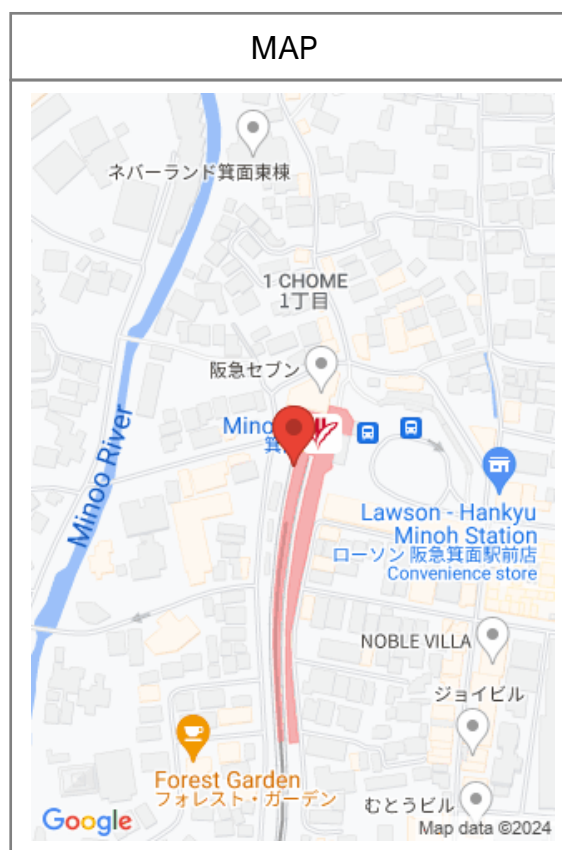 MAP
ネバーランド箕面東棟
1 CHOME
1丁目
阪急セブン
Mino
箕
Minoo River
Lawson - Hankyu
Minoh Station
ローソン 阪急箕面駅前店
Convenience store
NOBLE VILLA
ジョイビル
Forest Garden
フォレスト・ガーデン
むとうビル
Google
Map data ©2024